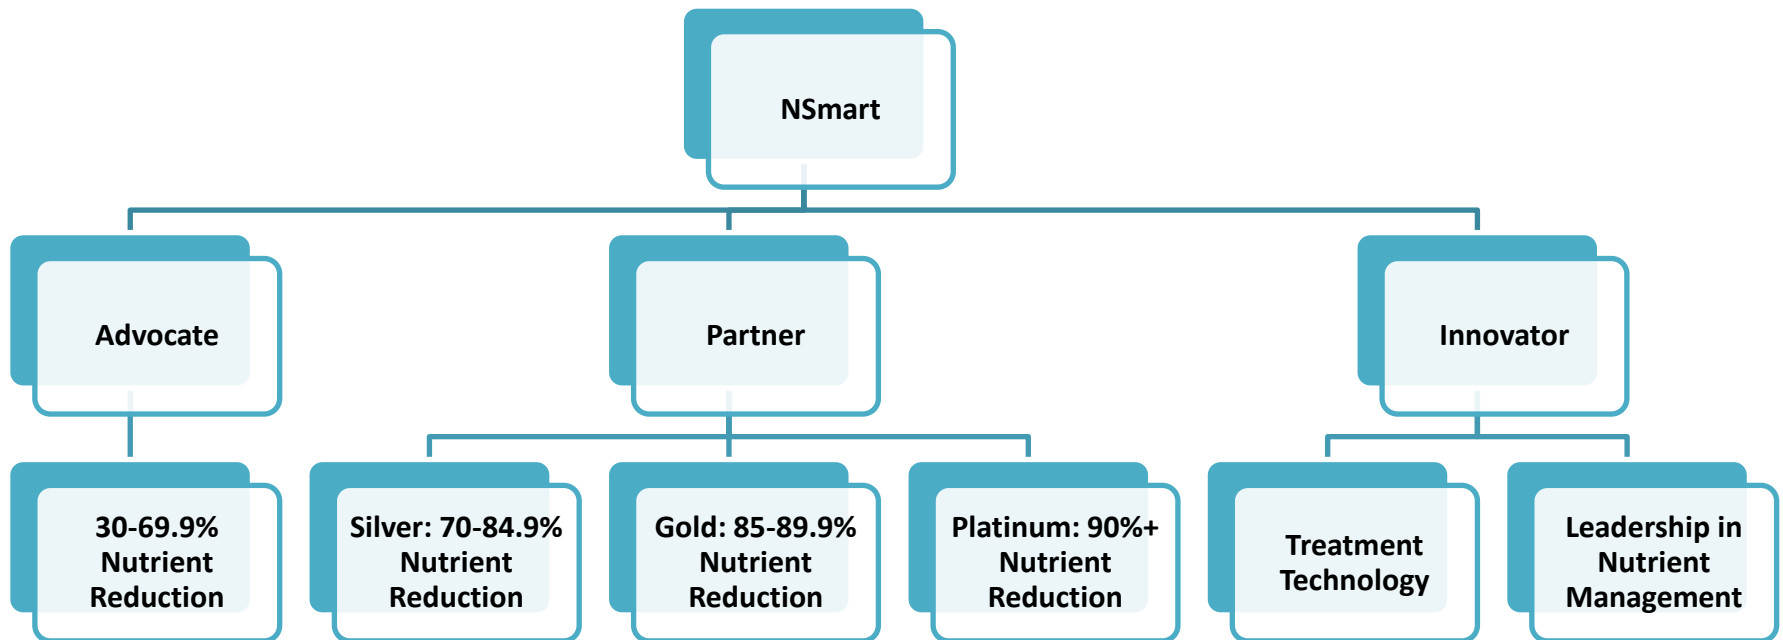 NSmart
Advocate
Partner
Innovator
30-69.9%
Nutrient
Reduction
Silver: 70-84.9%
Nutrient
Reduction
Gold: 85-89.9%
Nutrient
Reduction
Platinum: 90%+
Nutrient
Reduction
Treatment
Technology
Leadership in
Nutrient
Management